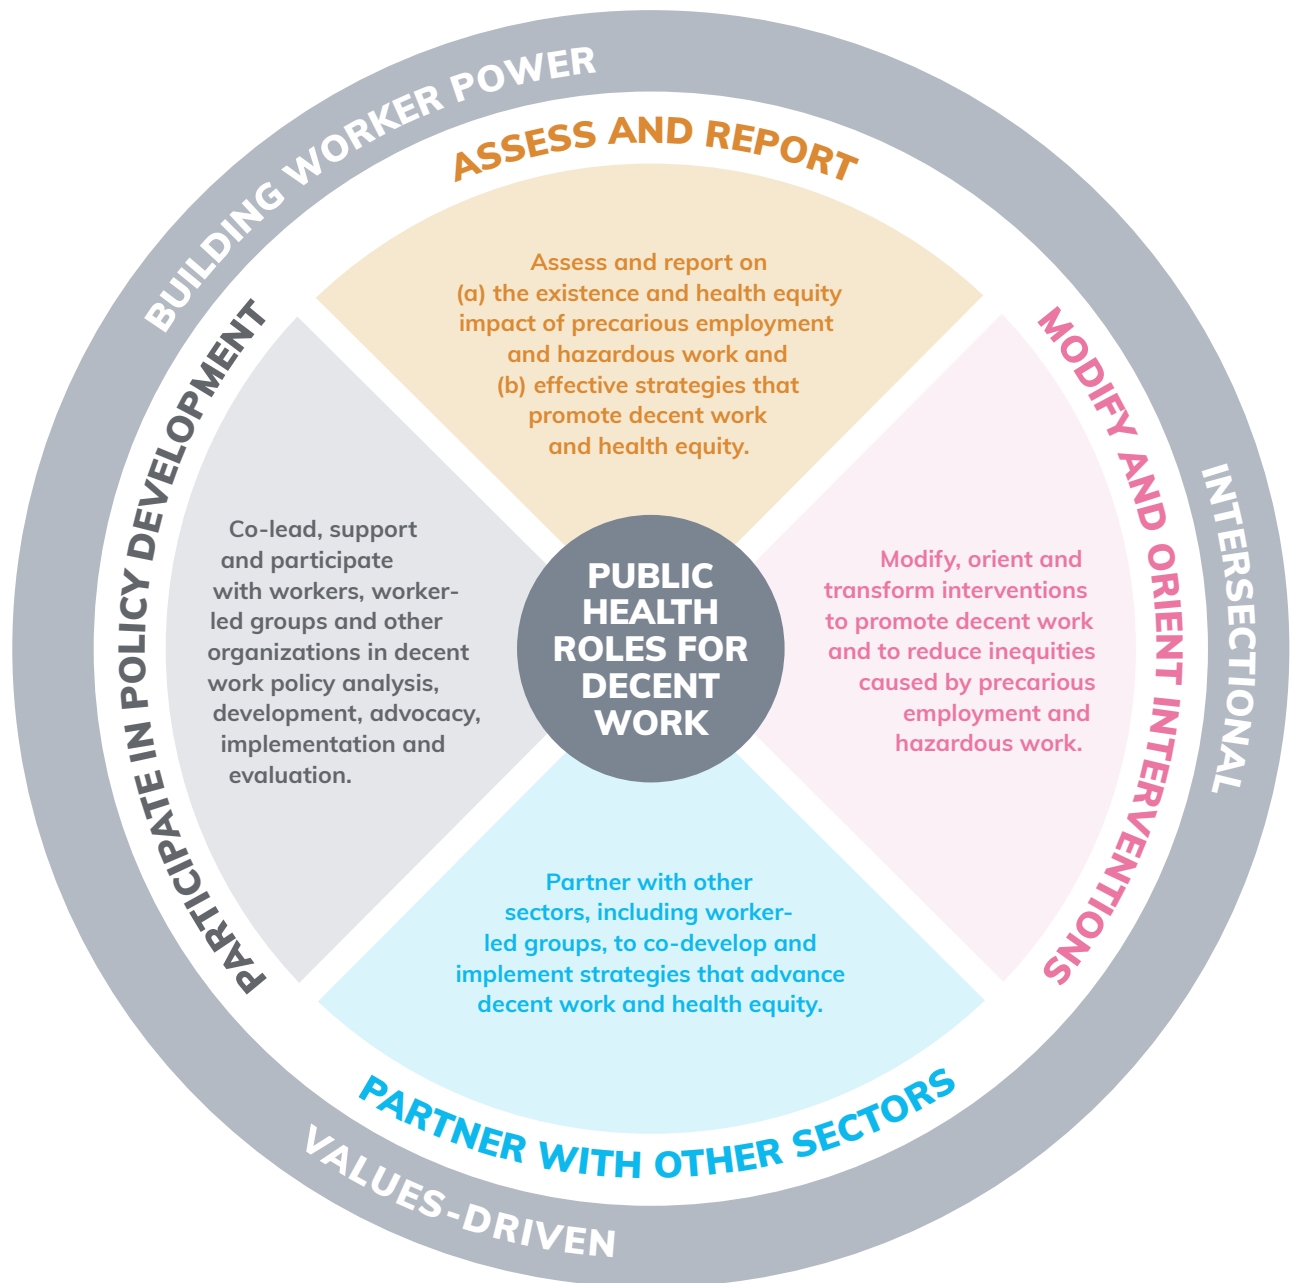 BUILDING WORKER POWER
ASSESS AND REPORT
Assess and report on
(a) the existence and health equity
impact of precarious employment
and hazardous work and
(b) effective strategies that
promote decent work
and health equity.
INTERSECTIONAL
MODIFY AND ORIENT INTERVENTIONS
Modify, orient and
transform interventions
to promote decent work
and to reduce inequities
caused by precarious
employment and
hazardous work.
PUBLIC
HEALTH
ROLES FOR
DECENT
WORK
PARTICIPATE IN POLICY DEVELOPMENT
Co-lead, support
and participate
with workers, worker-
led groups and other
organizations in decent
work policy analysis,
development, advocacy,
implementation and
evaluation.
Partner with other
sectors, including worker-
led groups, to co-develop and
implement strategies that advance
decent work and health equity.
PARTNER WITH OTHER SECTORS
VALUES-DRIVEN